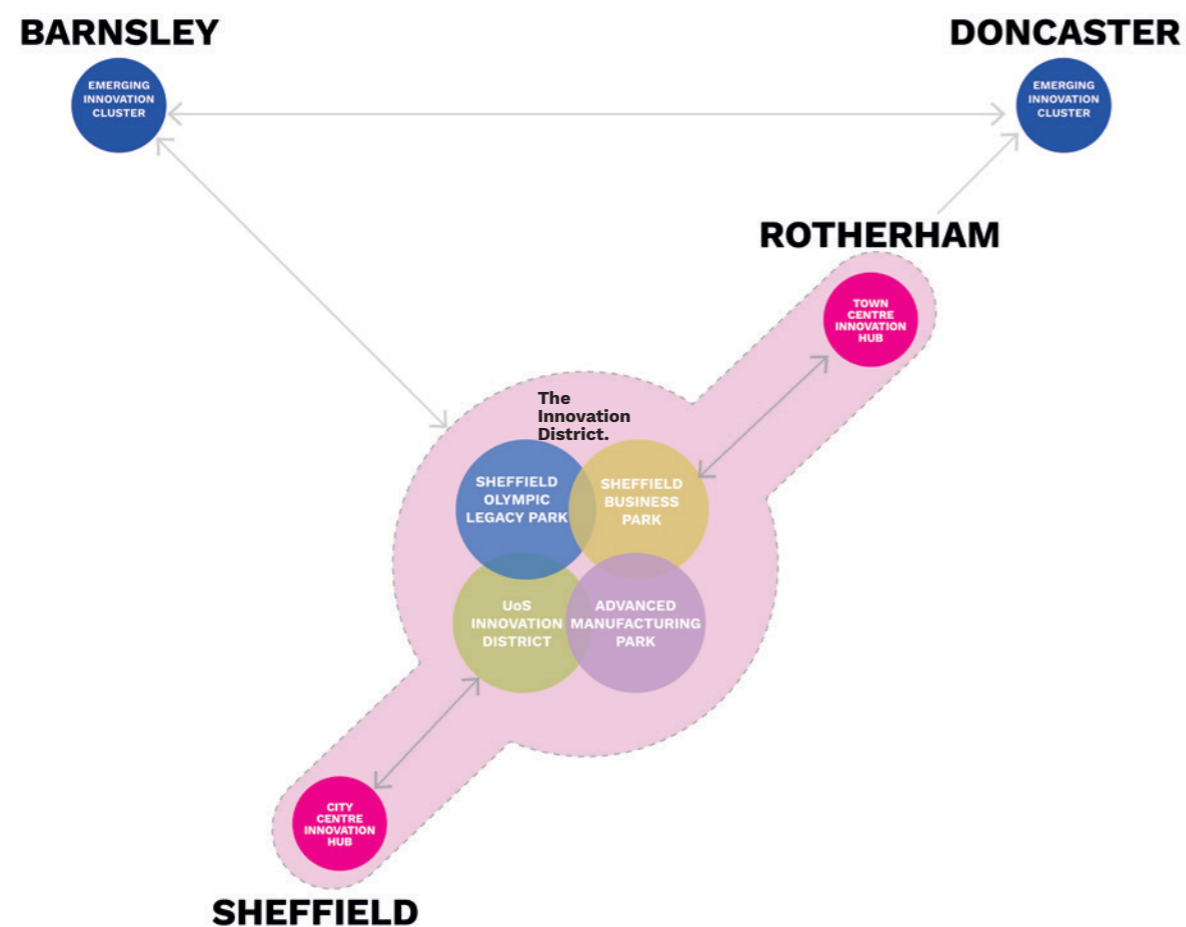 BARNSLEY
EMERGING
INNOVATION
CLUSTER
DONCASTER
EMERGING
INNOVATION
CLUSTER
ROTHERHAM
TOWN
CENTRE
INNOVATION
HUB
The
Innovation
District.
SHEFFIELD
OLYMPIC
LEGACY PARK
SHEFFIELD
BUSINESS
PARK
UoS
INNOVATION
DISTRICT
ADVANCED
MANUFACTURING
PARK
CITY
CENTRE
INNOVATION
HUB
SHEFFIELD